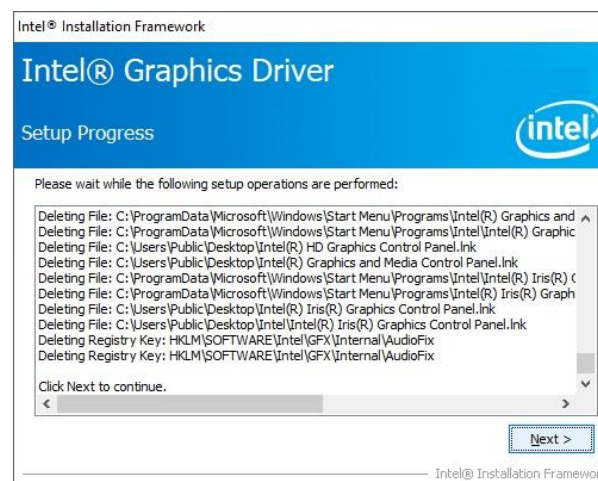 Intel® Installation Framework
Intel® Graphics Driver
Setup Progress
intel
Please wait while the following setup operations are performed:
Deleting File: C:\ProgramData\Microsoft\Windows\Start Menu\Programs\Intel(R) Graphics and
Deleting File: C:\ProgramData\Microsoft\Windows\Start Menu\Programs\Intel\Intel(R) Graphic
Deleting File: C:\Users\Public\Desktop\Intel(R) HD Graphics Control Panel.lnk
Deleting File: C:\Users\Public\Desktop\Intel(R) Graphics and Media Control Panel.lnk
Deleting File: C:\ProgramData\Microsoft\Windows\Start Menu\Programs\Intel\Intel(R) Iris(R) G
Deleting File: C:\ProgramData\Microsoft\Windows\Start Menu\Programs\Intel(R) Iris(R) Graph
Deleting File: C:\Users\Public\Desktop\Intel(R) Iris(R) Graphics Control Panel.lnk
Deleting File: C:\Users\Public\Desktop\Intel\Intel(R) Iris(R) Graphics Control Panel.lnk
Deleting Registry Key: HKLM\SOFTWARE\Intel\GFX\Internal\AudioFix
Deleting Registry Key: HKLM\SOFTWARE\Intel\GFX\Internal\AudioFix
Click Next to continue.
Next >
Intel® Installation Framewor